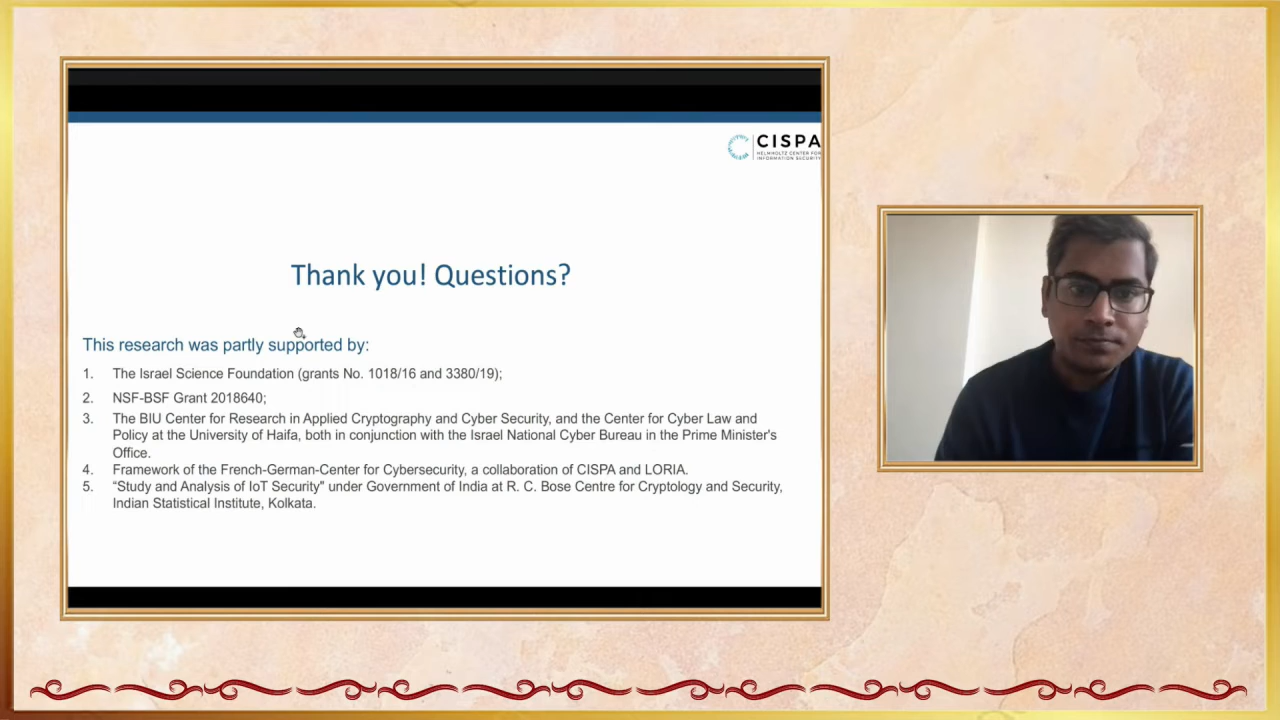 CISPA
HELMHOLTZ CENTER FOR
INFORMATION SECURITY
Thank you! Questions?
This research was partly supported by:
1. The Israel Science Foundation (grants No. 1018/16 and 3380/19);
2. NSF-BSF Grant 2018640;
3. The BIU Center for Research in Applied Cryptography and Cyber Security, and the Center for Cyber Law and
Policy at the University of Haifa, both in conjunction with the Israel National Cyber Bureau in the Prime Minister's
Office.
4. Framework of the French-German-Center for Cybersecurity, a collaboration of CISPA and LORIA.
5. “Study and Analysis of IoT Security" under Government of India at R. C. Bose Centre for Cryptology and Security,
Indian Statistical Institute, Kolkata.